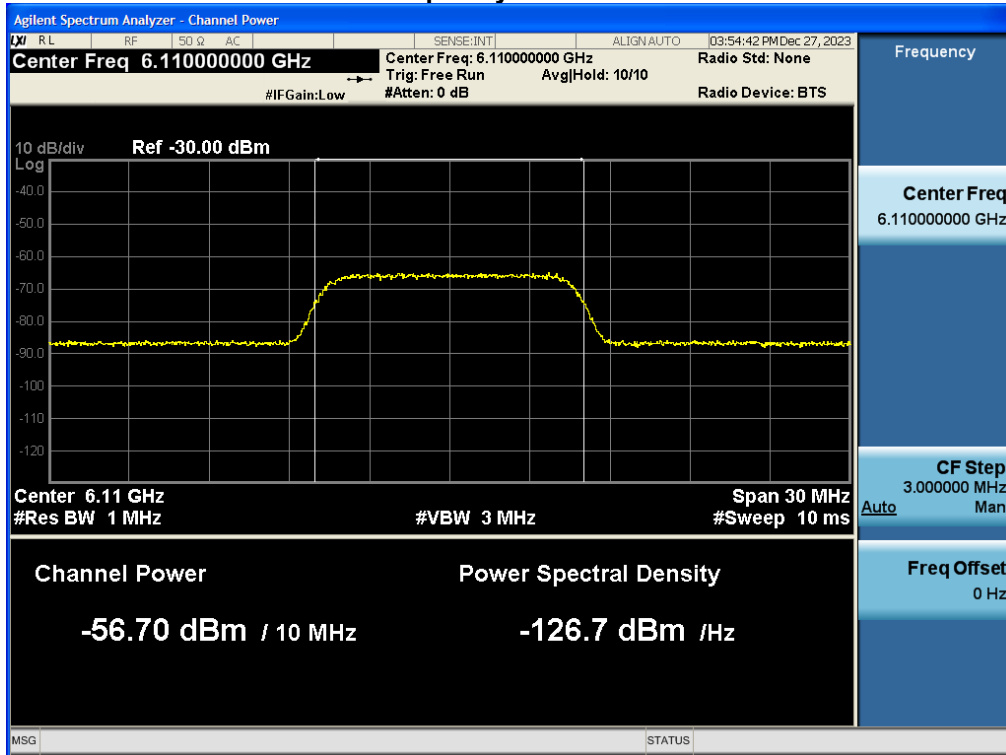 Agilent Spectrum Analyzer - Channel Power
LXI RL RF 50 Ω AC SENSE:INT ALIGN AUTO 03:54:42 PM Dec 27, 2023
Center Freq 6.110000000 GHz
Center Freq: 6.110000000 GHz Radio Std: None
Trig: Free Run Avg|Hold: 10/10
#IFGain:Low #Atten: 0 dB Radio Device: BTS
10 dB/div Ref -30.00 dBm
Log
-40.0
-50.0
-60.0
-70.0
-80.0
-90.0
-100
-110
-120
Center 6.11 GHz Span 30 MHz
#Res BW 1 MHz #VBW 3 MHz #Sweep 10 ms
Channel Power Power Spectral Density
-56.70 dBm / 10 MHz -126.7 dBm /Hz
Frequency
Center Freq
6.110000000 GHz
CF Step
3.000000 MHz
Auto Man
Freq Offset
0 Hz
MSG STATUS